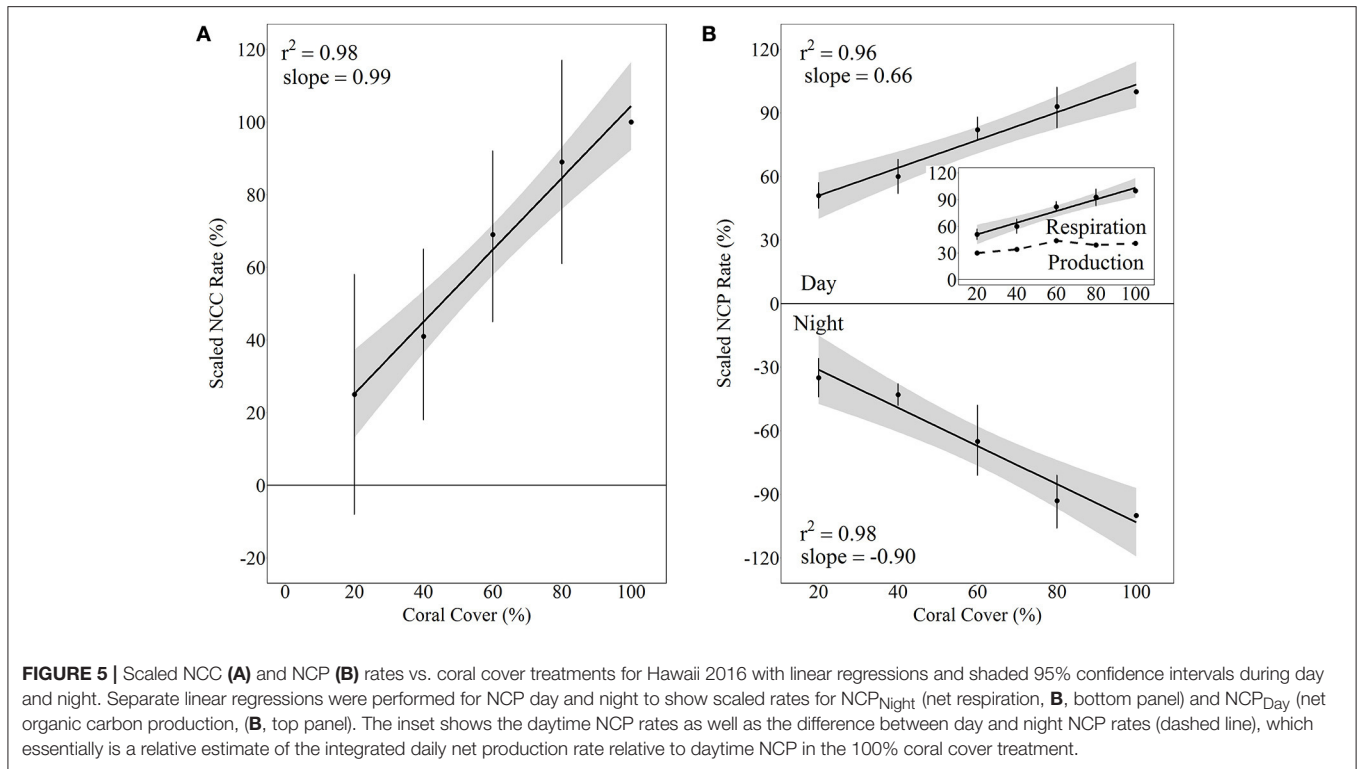 A
r² = 0.98
slope = 0.99
120
100
80
60
40
20
0
-20
Scaled NCC Rate (%)
0 20 40 60 80 100
Coral Cover (%)
B
r² = 0.96
slope = 0.66
120
90
60
30
0
-30
-60
-90
-120
Scaled NCP Rate (%)
Day
Night
120
90
60
30
0
Respiration
Production
20 40 60 80 100
r² = 0.98
slope = -0.90
20 40 60 80 100
Coral Cover (%)
FIGURE 5 | Scaled NCC (A) and NCP (B) rates vs. coral cover treatments for Hawaii 2016 with linear regressions and shaded 95% confidence intervals during day
and night. Separate linear regressions were performed for NCP day and night to show scaled rates for NCPNight (net respiration, B, bottom panel) and NCPDay (net
organic carbon production, (B, top panel). The inset shows the daytime NCP rates as well as the difference between day and night NCP rates (dashed line), which
essentially is a relative estimate of the integrated daily net production rate relative to daytime NCP in the 100% coral cover treatment.